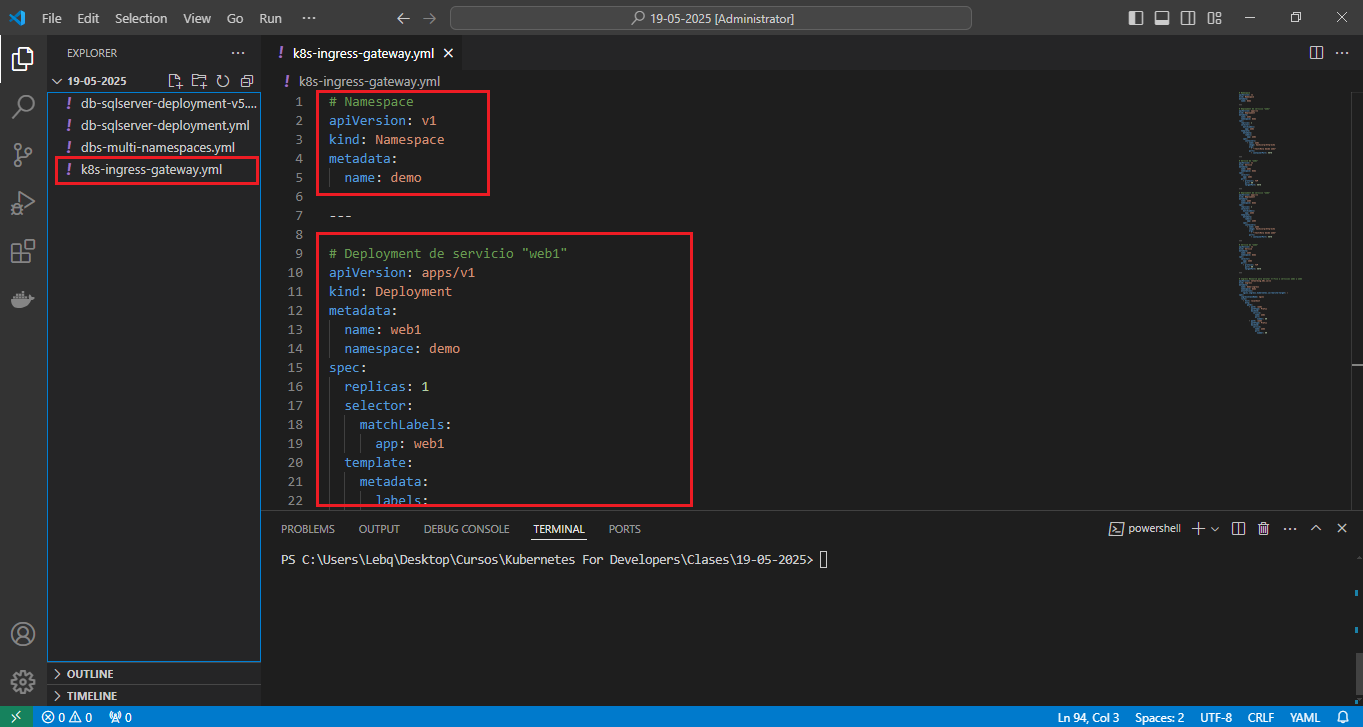 File Edit Selection View Go Run ··· 19-05-2025 [Administrator]
EXPLORER ···
19-05-2025
db-sqlserver-deployment-v5....
db-sqlserver-deployment.yml
dbs-multi-namespaces.yml
k8s-ingress-gateway.yml
OUTLINE
TIMELINE
! k8s-ingress-gateway.yml
! k8s-ingress-gateway.yml
1 # Namespace
2 apiVersion: v1
3 kind: Namespace
4 metadata:
5   name: demo
6
7 ---
8
9 # Deployment de servicio "web1"
10 apiVersion: apps/v1
11 kind: Deployment
12 metadata:
13   name: web1
14   namespace: demo
15 spec:
16   replicas: 1
17   selector:
18     matchLabels:
19       app: web1
20   template:
21     metadata:
22       labels:
PROBLEMS OUTPUT DEBUG CONSOLE TERMINAL PORTS powershell
PS C:\Users\Lebq\Desktop\Cursos\Kubernetes For Developers\Clases\19-05-2025>
0 0 0 Ln 94, Col 3 Spaces: 2 UTF-8 CRLF YAML